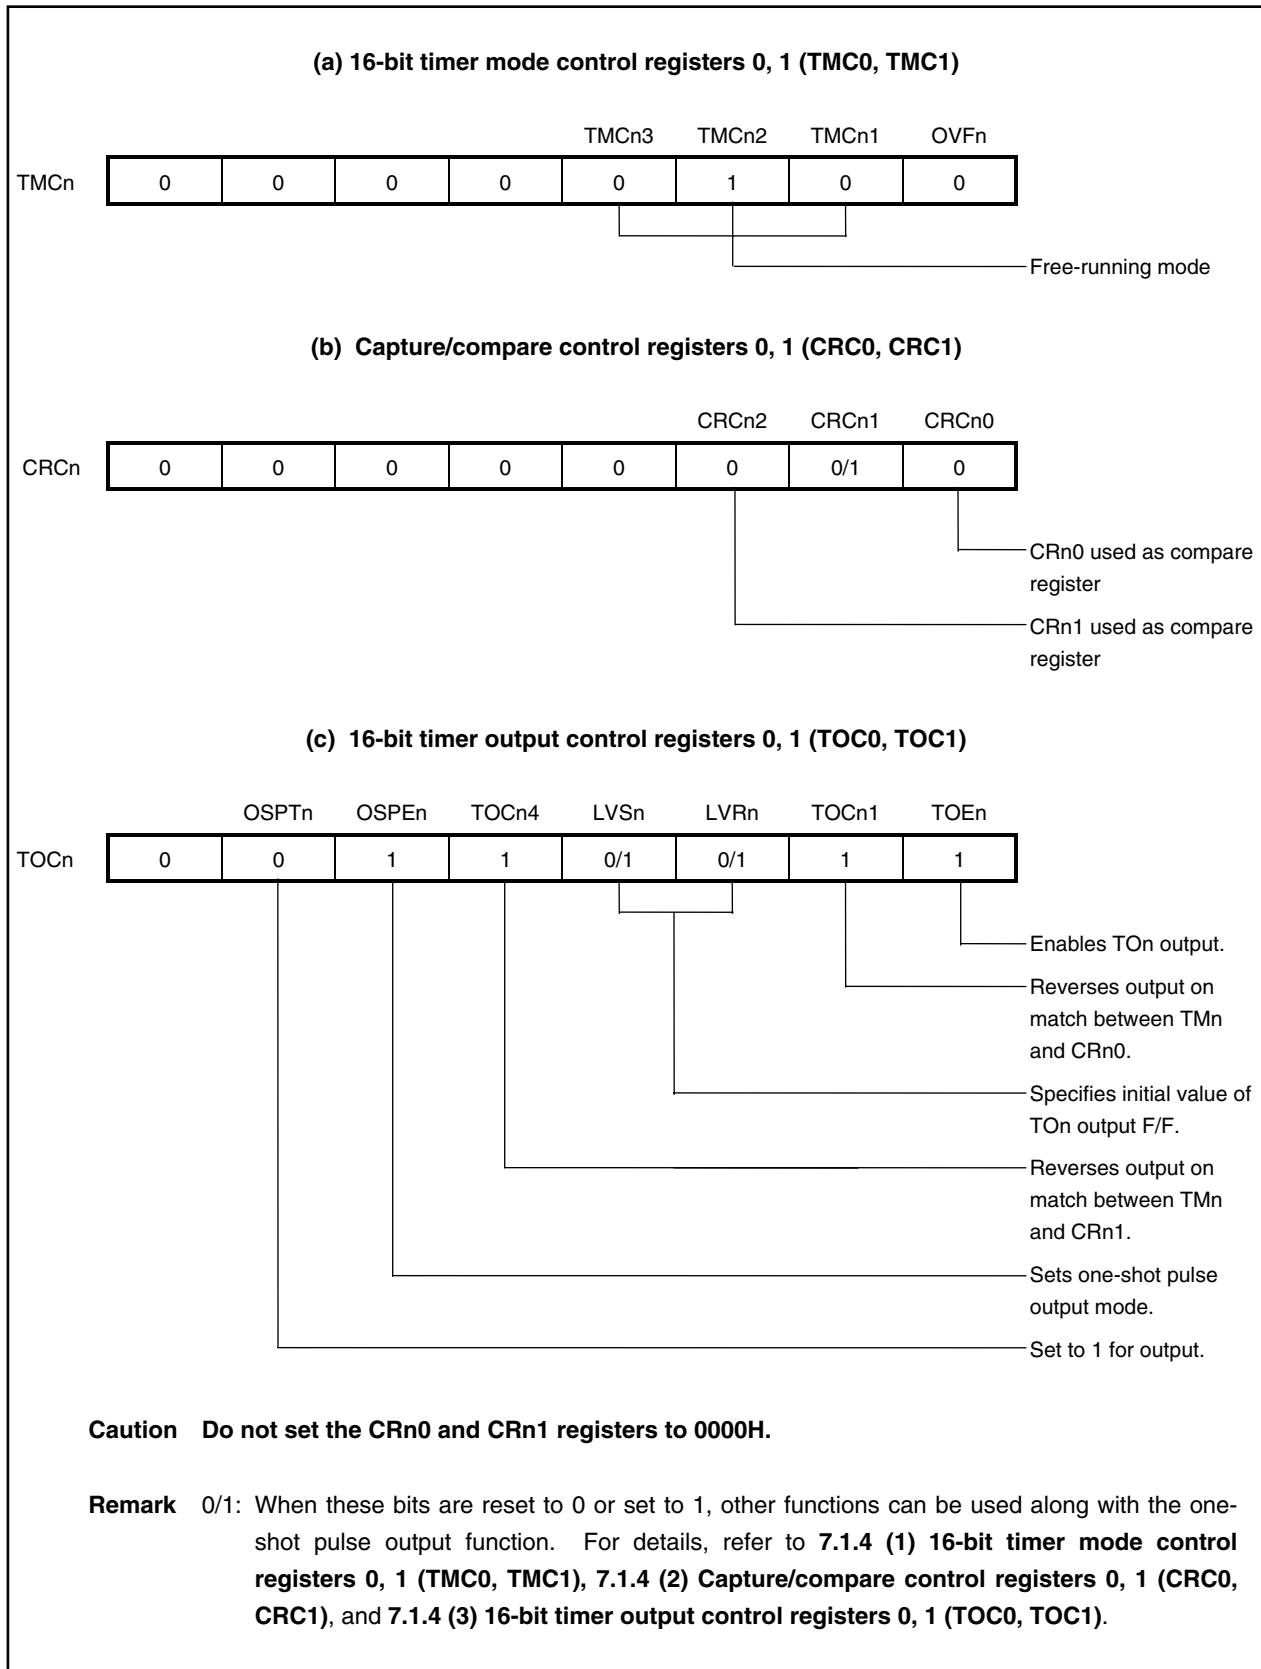 (a) 16-bit timer mode control registers 0, 1 (TMC0, TMC1)
TMCn3 TMCn2 TMCn1 OVFn
TMCn 0 0 0 0 0 1 0 0
Free-running mode
(b) Capture/compare control registers 0, 1 (CRC0, CRC1)
CRCn2 CRCn1 CRCn0
CRCn 0 0 0 0 0 0 0/1 0
CRn0 used as compare
register
CRn1 used as compare
register
(c) 16-bit timer output control registers 0, 1 (TOC0, TOC1)
OSPTn OSPEn TOCn4 LVSn LVRn TOCn1 TOEn
TOCn 0 0 1 1 0/1 0/1 1 1
Enables TOn output.
Reverses output on
match between TMn
and CRn0.
Specifies initial value of
TOn output F/F.
Reverses output on
match between TMn
and CRn1.
Sets one-shot pulse
output mode.
Set to 1 for output.
Caution Do not set the CRn0 and CRn1 registers to 0000H.
Remark 0/1: When these bits are reset to 0 or set to 1, other functions can be used along with the one-
shot pulse output function. For details, refer to 7.1.4 (1) 16-bit timer mode control
registers 0, 1 (TMC0, TMC1), 7.1.4 (2) Capture/compare control registers 0, 1 (CRC0,
CRC1), and 7.1.4 (3) 16-bit timer output control registers 0, 1 (TOC0, TOC1).